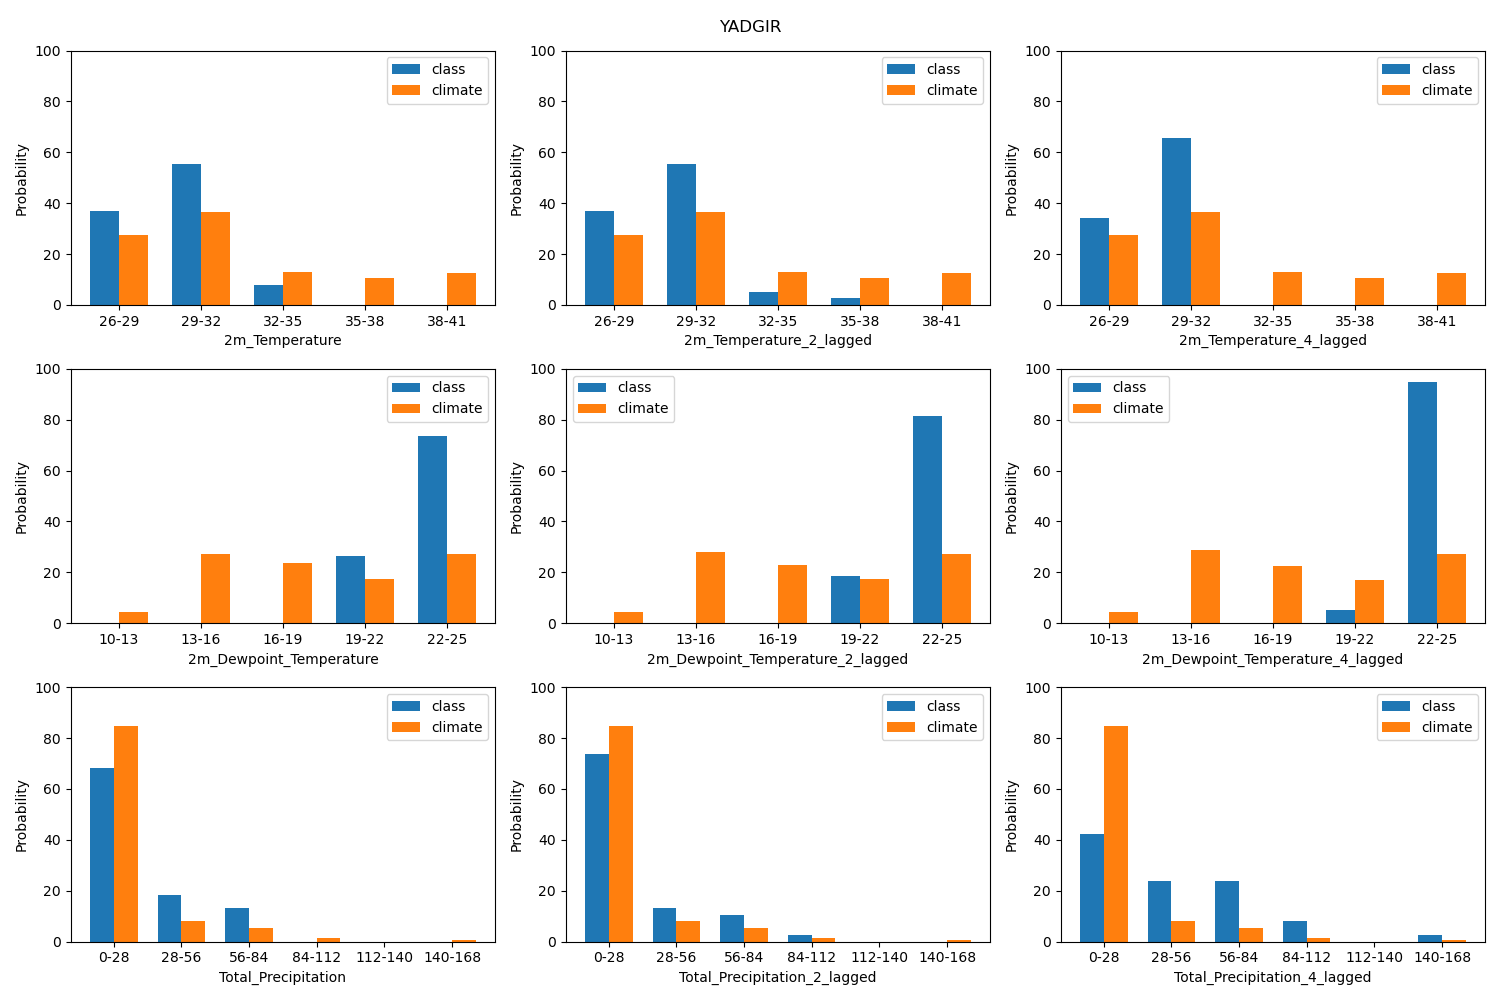 YADGIR
100
80
60
40
20
0
Probability
class
climate
26-29 29-32 32-35 35-38 38-41
2m_Temperature
100
80
60
40
20
0
Probability
class
climate
26-29 29-32 32-35 35-38 38-41
2m_Temperature_2_lagged
100
80
60
40
20
0
Probability
class
climate
26-29 29-32 32-35 35-38 38-41
2m_Temperature_4_lagged
100
80
60
40
20
0
Probability
class
climate
10-13 13-16 16-19 19-22 22-25
2m_Dewpoint_Temperature
100
80
60
40
20
0
Probability
class
climate
10-13 13-16 16-19 19-22 22-25
2m_Dewpoint_Temperature_2_lagged
100
80
60
40
20
0
Probability
class
climate
10-13 13-16 16-19 19-22 22-25
2m_Dewpoint_Temperature_4_lagged
100
80
60
40
20
0
Probability
class
climate
0-28 28-56 56-84 84-112 112-140 140-168
Total_Precipitation
100
80
60
40
20
0
Probability
class
climate
0-28 28-56 56-84 84-112 112-140 140-168
Total_Precipitation_2_lagged
100
80
60
40
20
0
Probability
class
climate
0-28 28-56 56-84 84-112 112-140 140-168
Total_Precipitation_4_lagged